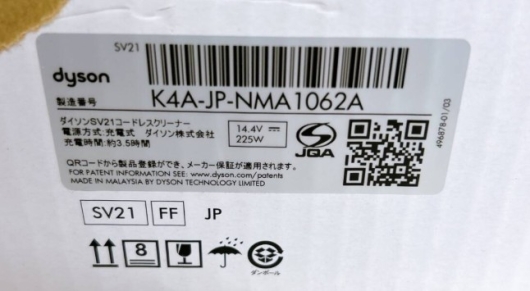 SV21
dyson
製造番号
K4A-JP-NMA1062A
ダイソンSV21コードレスクリーナー
電源方式:充電式 ダイソン株式会社
充電時間:約3.5時間
14.4V
225W
JQA
496878-01/03
QRコードから製品登録ができ、メーカー保証が適用されます。
FOR PATENT INFORMATION SEE: www.dyson.com/patents
MADE IN MALAYSIA BY DYSON TECHNOLOGY LIMITED
SV21 FF JP
8
ダンボール